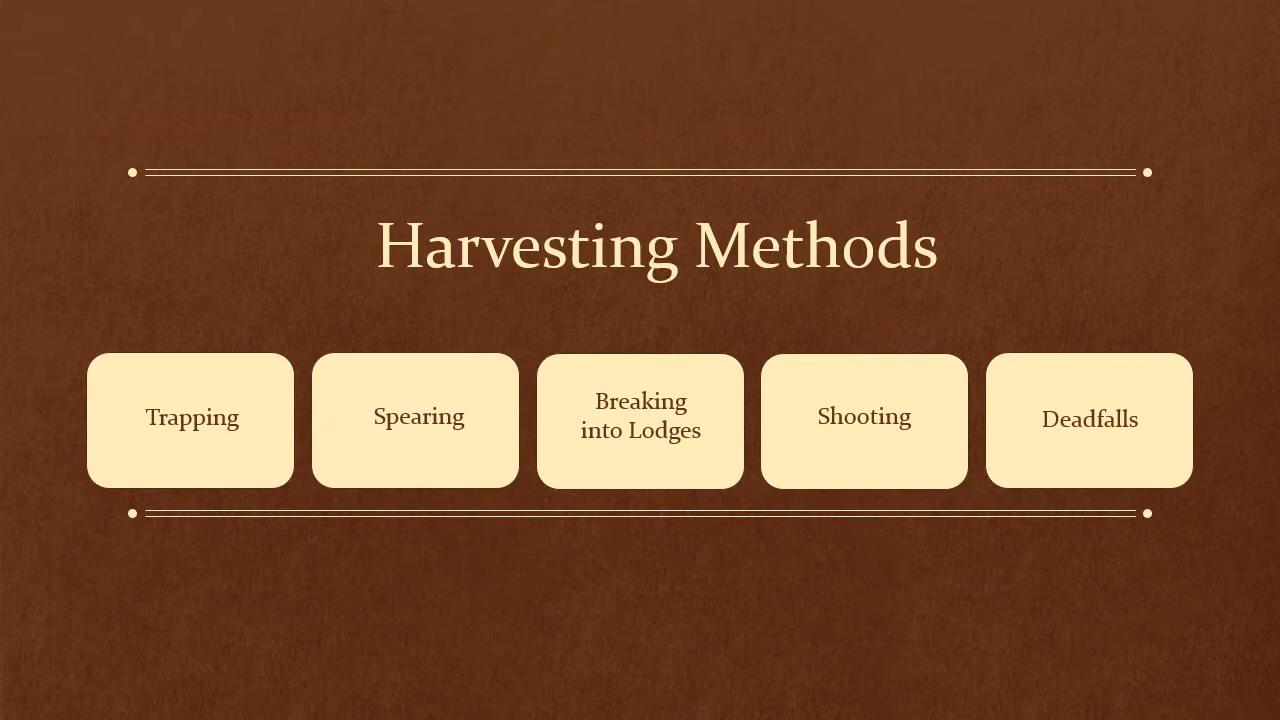 Harvesting Methods
Trapping
Spearing
Breaking
into Lodges
Shooting
Deadfalls